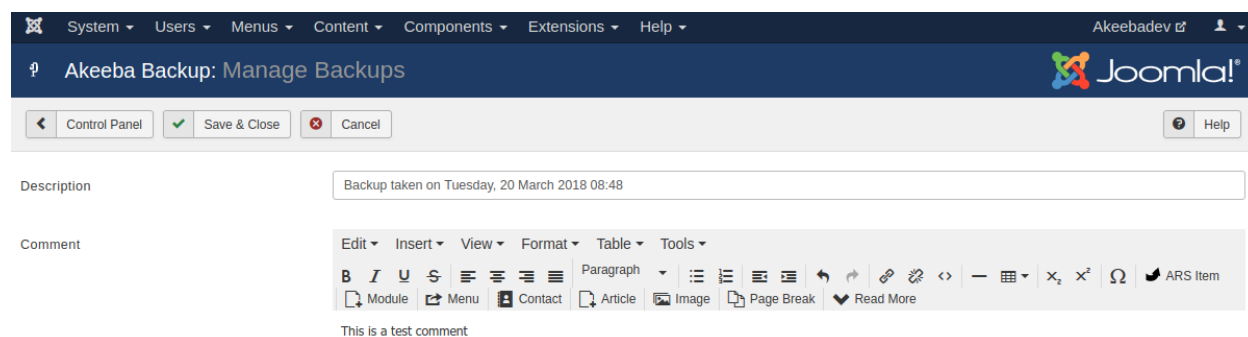 System Users Menus Content Components Extensions Help Akeebadev
Akeeba Backup: Manage Backups Joomla!®
Control Panel Save & Close Cancel Help
Description Backup taken on Tuesday, 20 March 2018 08:48
Comment Edit Insert View Format Table Tools
B I U S Paragraph X₂ X² Ω ARS Item
Module Menu Contact Article Image Page Break Read More
This is a test comment